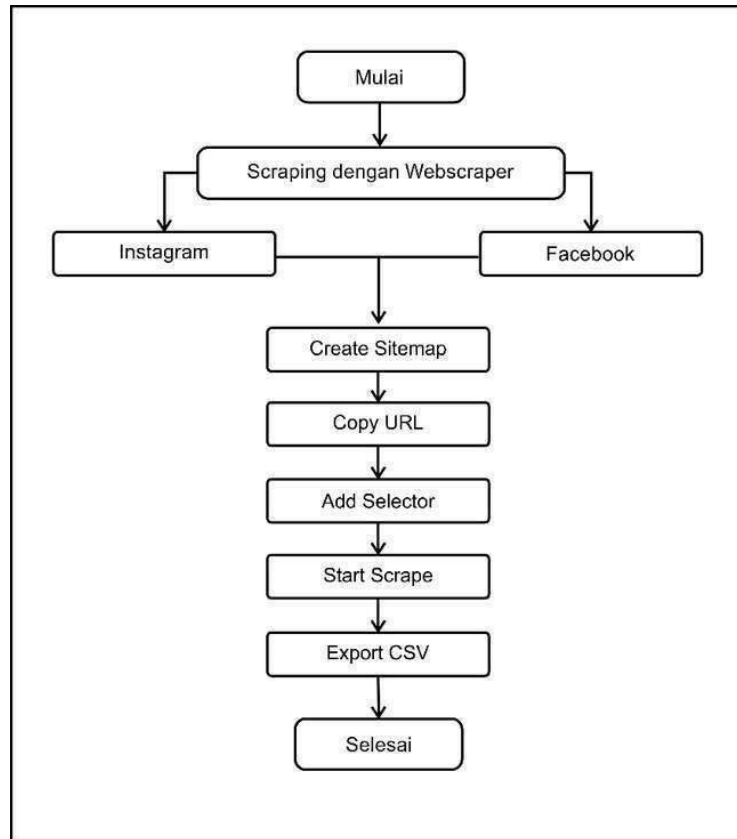 Mulai
Scraping dengan Webscraper
Instagram
Facebook
Create Sitemap
Copy URL
Add Selector
Start Scrape
Export CSV
Selesai